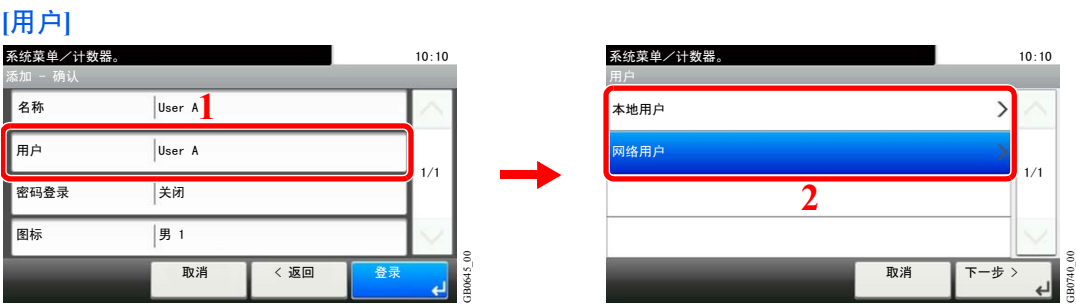 [用户]
系统菜单／计数器。 10:10
添加 - 确认
名称 User A
1
用户 User A
密码登录 关闭
图标 男 1
1/1
取消 < 返回 登录
GB0645_00
系统菜单／计数器。 10:10
用户
本地用户
网络用户
2
1/1
取消 下一步 >
GB0740_00